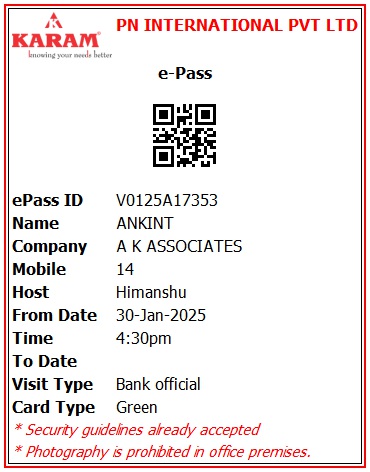 KARAM®
knowing your needs better
PN INTERNATIONAL PVT LTD
e-Pass
ePass ID V0125A17353
Name ANKINT
Company A K ASSOCIATES
Mobile 14
Host Himanshu
From Date 30-Jan-2025
Time 4:30pm
To Date
Visit Type Bank official
Card Type Green
* Security guidelines already accepted
* Photography is prohibited in office premises.